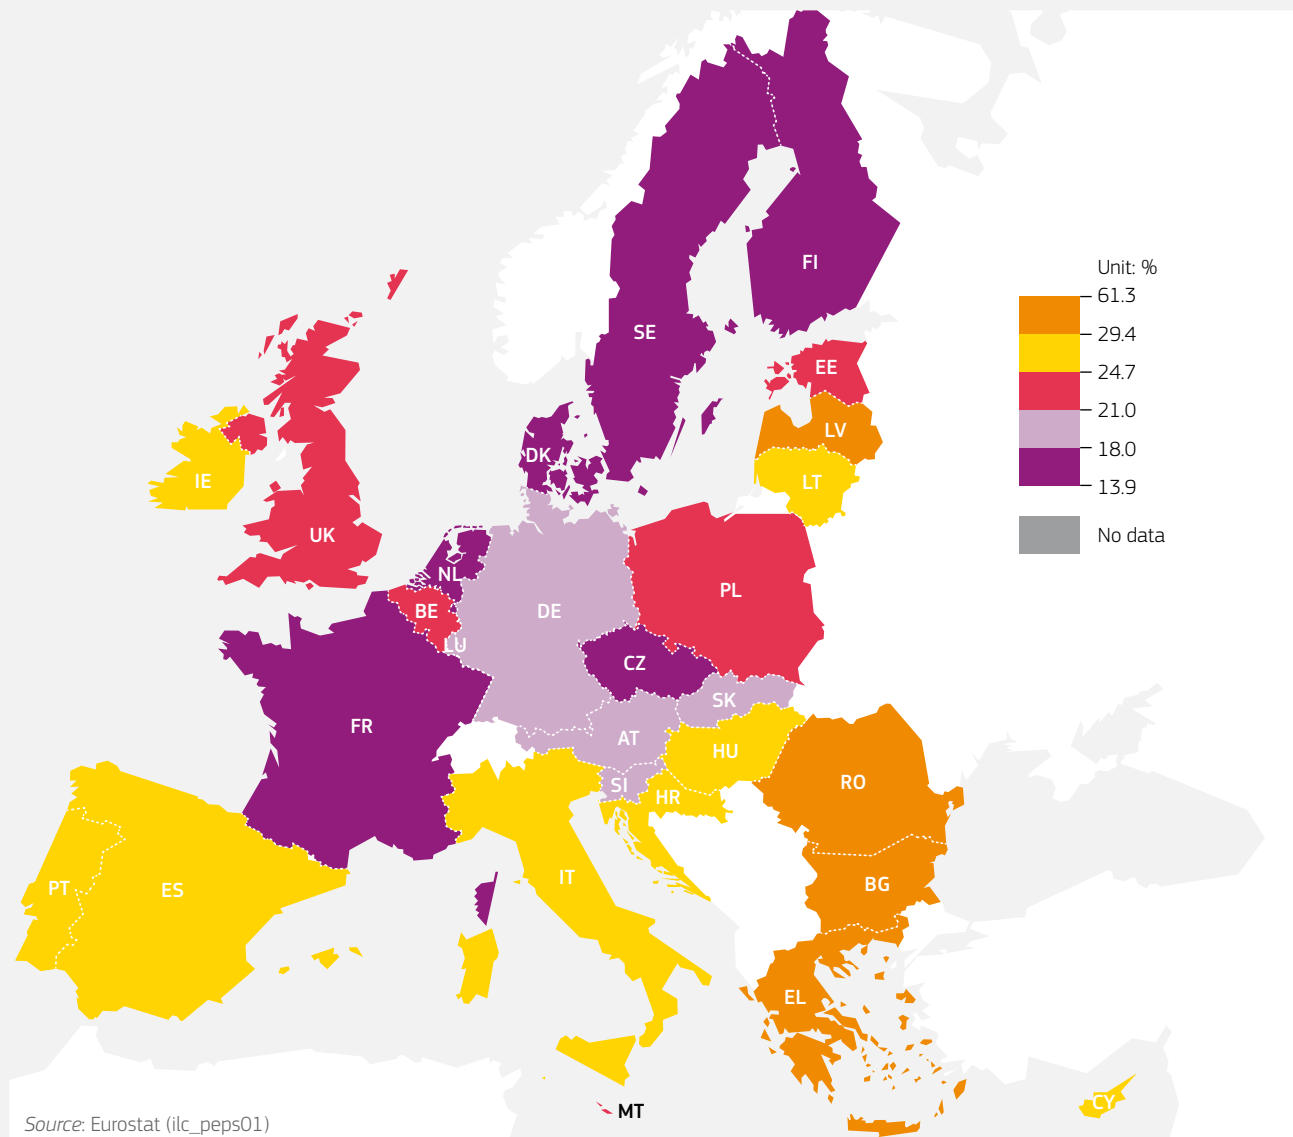 FI
Unit: %
61.3
SE
29.4
EE
24.7
21.0
LV
18.0
DK
IE
LT
13.9
UK
No data
NL
PL
BE
DE
LU
CZ
SK
FR
AT
HU
SI
RO
HR
IT
BG
PT
ES
EL
CY
MT
Source: Eurostat (ilc_peps01)